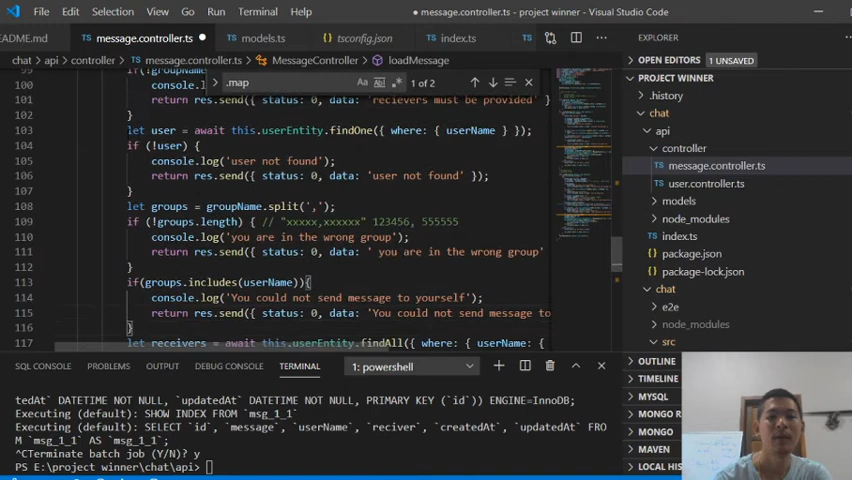 File Edit Selection View Go Run Terminal Help
● message.controller.ts - project winner - Visual Studio Code
README.md
TS message.controller.ts ●
TS models.ts
tsconfig.json
TS index.ts
TS
chat > api > controller > TS message.controller.ts > MessageController > loadMessage
.map
Aa
1 of 2
99 if(!groupName
100 console.l
101 return res.send({ status: 0, data: 'recievers must be provided' }
102 }
103 let user = await this.userEntity.findOne({ where: { userName } });
104 if (!user) {
105 console.log('user not found');
106 return res.send({ status: 0, data: 'user not found' });
107 }
108 let groups = groupName.split(',');
109 if (!groups.length) { // "xxxxx,xxxxxx" 123456, 555555
110 console.log('you are in the wrong group');
111 return res.send({ status: 0, data: ' you are in the wrong group'
112 }
113 if(groups.includes(userName)){
114 console.log('You could not send message to yourself');
115 return res.send({ status: 0, data: 'You could not send message to
116 }
117 let receivers = await this.userEntity.findAll({ where: { userName: {
SQL CONSOLE PROBLEMS OUTPUT DEBUG CONSOLE TERMINAL
1: powershell
tedAt` DATETIME NOT NULL, `updatedAt` DATETIME NOT NULL, PRIMARY KEY (`id`)) ENGINE=InnoDB;
Executing (default): SHOW INDEX FROM `msg_1_1`
Executing (default): SELECT `id`, `message`, `userName`, `reciver`, `createdAt`, `updatedAt` FRO
M `msg_1_1` AS `msg_1_1`;
^CTerminate batch job (Y/N)? y
PS E:\project winner\chat\api>
EXPLORER
OPEN EDITORS 1 UNSAVED
PROJECT WINNER
.history
chat
api
controller
TS message.controller.ts
TS user.controller.ts
models
node_modules
TS index.ts
package.json
package-lock.json
chat
e2e
node_modules
src
OUTLINE
TIMELINE
MYSQL
MONGO R
MONGO
MAVEN
LOCAL HIS